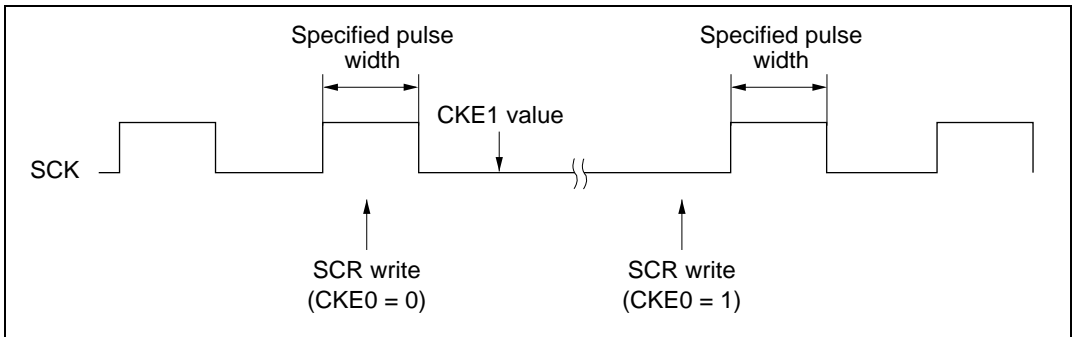 Specified pulse
width
Specified pulse
width
CKE1 value
SCK
SCR write
(CKE0 = 0)
SCR write
(CKE0 = 1)